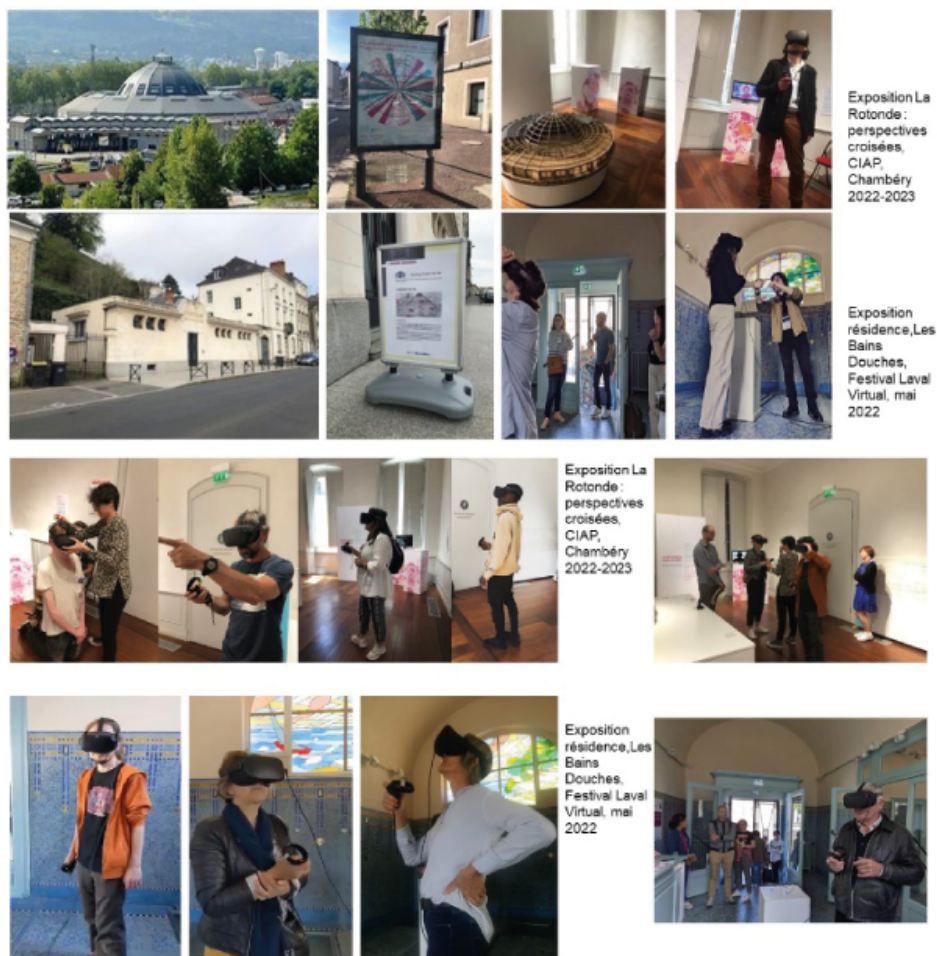 Exposition La
Rotonde :
perspectives
croisées,
CIAP,
Chambéry
2022-2023
Exposition
résidence,Les
Bains
Douches,
Festival Laval
Virtual, mai
2022
Exposition La
Rotonde :
perspectives
croisées,
CIAP,
Chambéry
2022-2023
Exposition
résidence,Les
Bains
Douches,
Festival Laval
Virtual, mai
2022